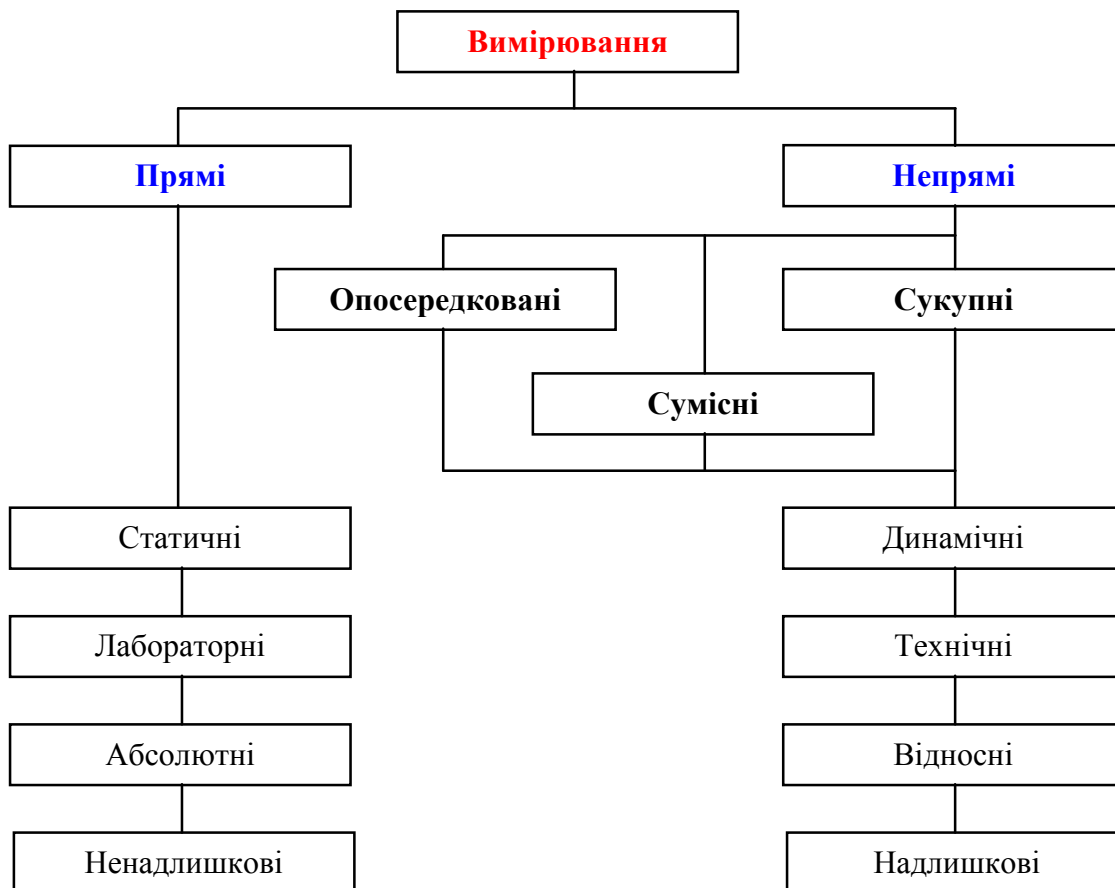 Вимірювання
Прямі
Непрямі
Опосередковані
Сукупні
Сумісні
Статичні
Динамічні
Лабораторні
Технічні
Абсолютні
Відносні
Ненадлишкові
Надлишкові